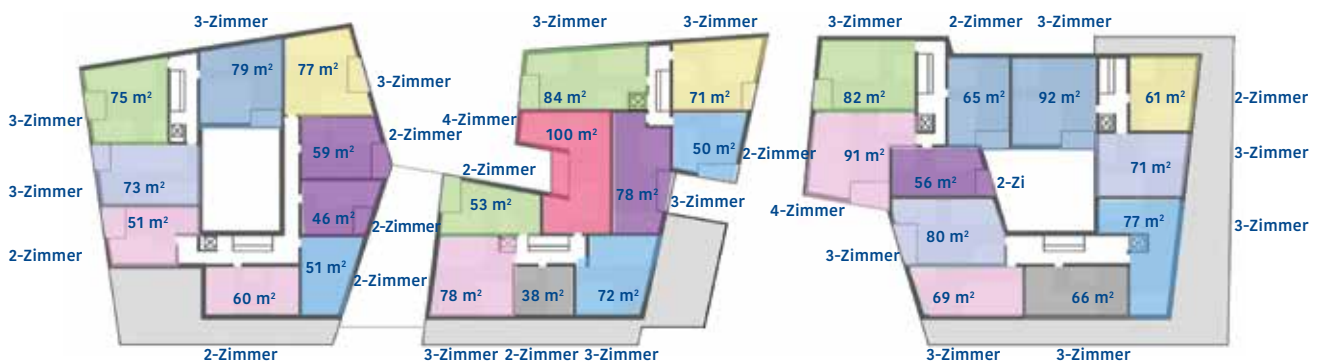 3-Zimmer
79 m²
77 m²
75 m²
3-Zimmer
3-Zimmer
59 m²
2-Zimmer
73 m²
3-Zimmer
46 m²
2-Zimmer
51 m²
2-Zimmer
51 m²
2-Zimmer
60 m²
2-Zimmer
3-Zimmer
3-Zimmer
84 m²
71 m²
4-Zimmer
100 m²
50 m²
2-Zimmer
2-Zimmer
53 m²
78 m²
3-Zimmer
78 m²
38 m²
72 m²
3-Zimmer
2-Zimmer
3-Zimmer
3-Zimmer
2-Zimmer
3-Zimmer
82 m²
65 m²
92 m²
61 m²
2-Zimmer
91 m²
56 m²
2-Zi
71 m²
3-Zimmer
4-Zimmer
80 m²
77 m²
3-Zimmer
3-Zimmer
69 m²
66 m²
3-Zimmer
3-Zimmer